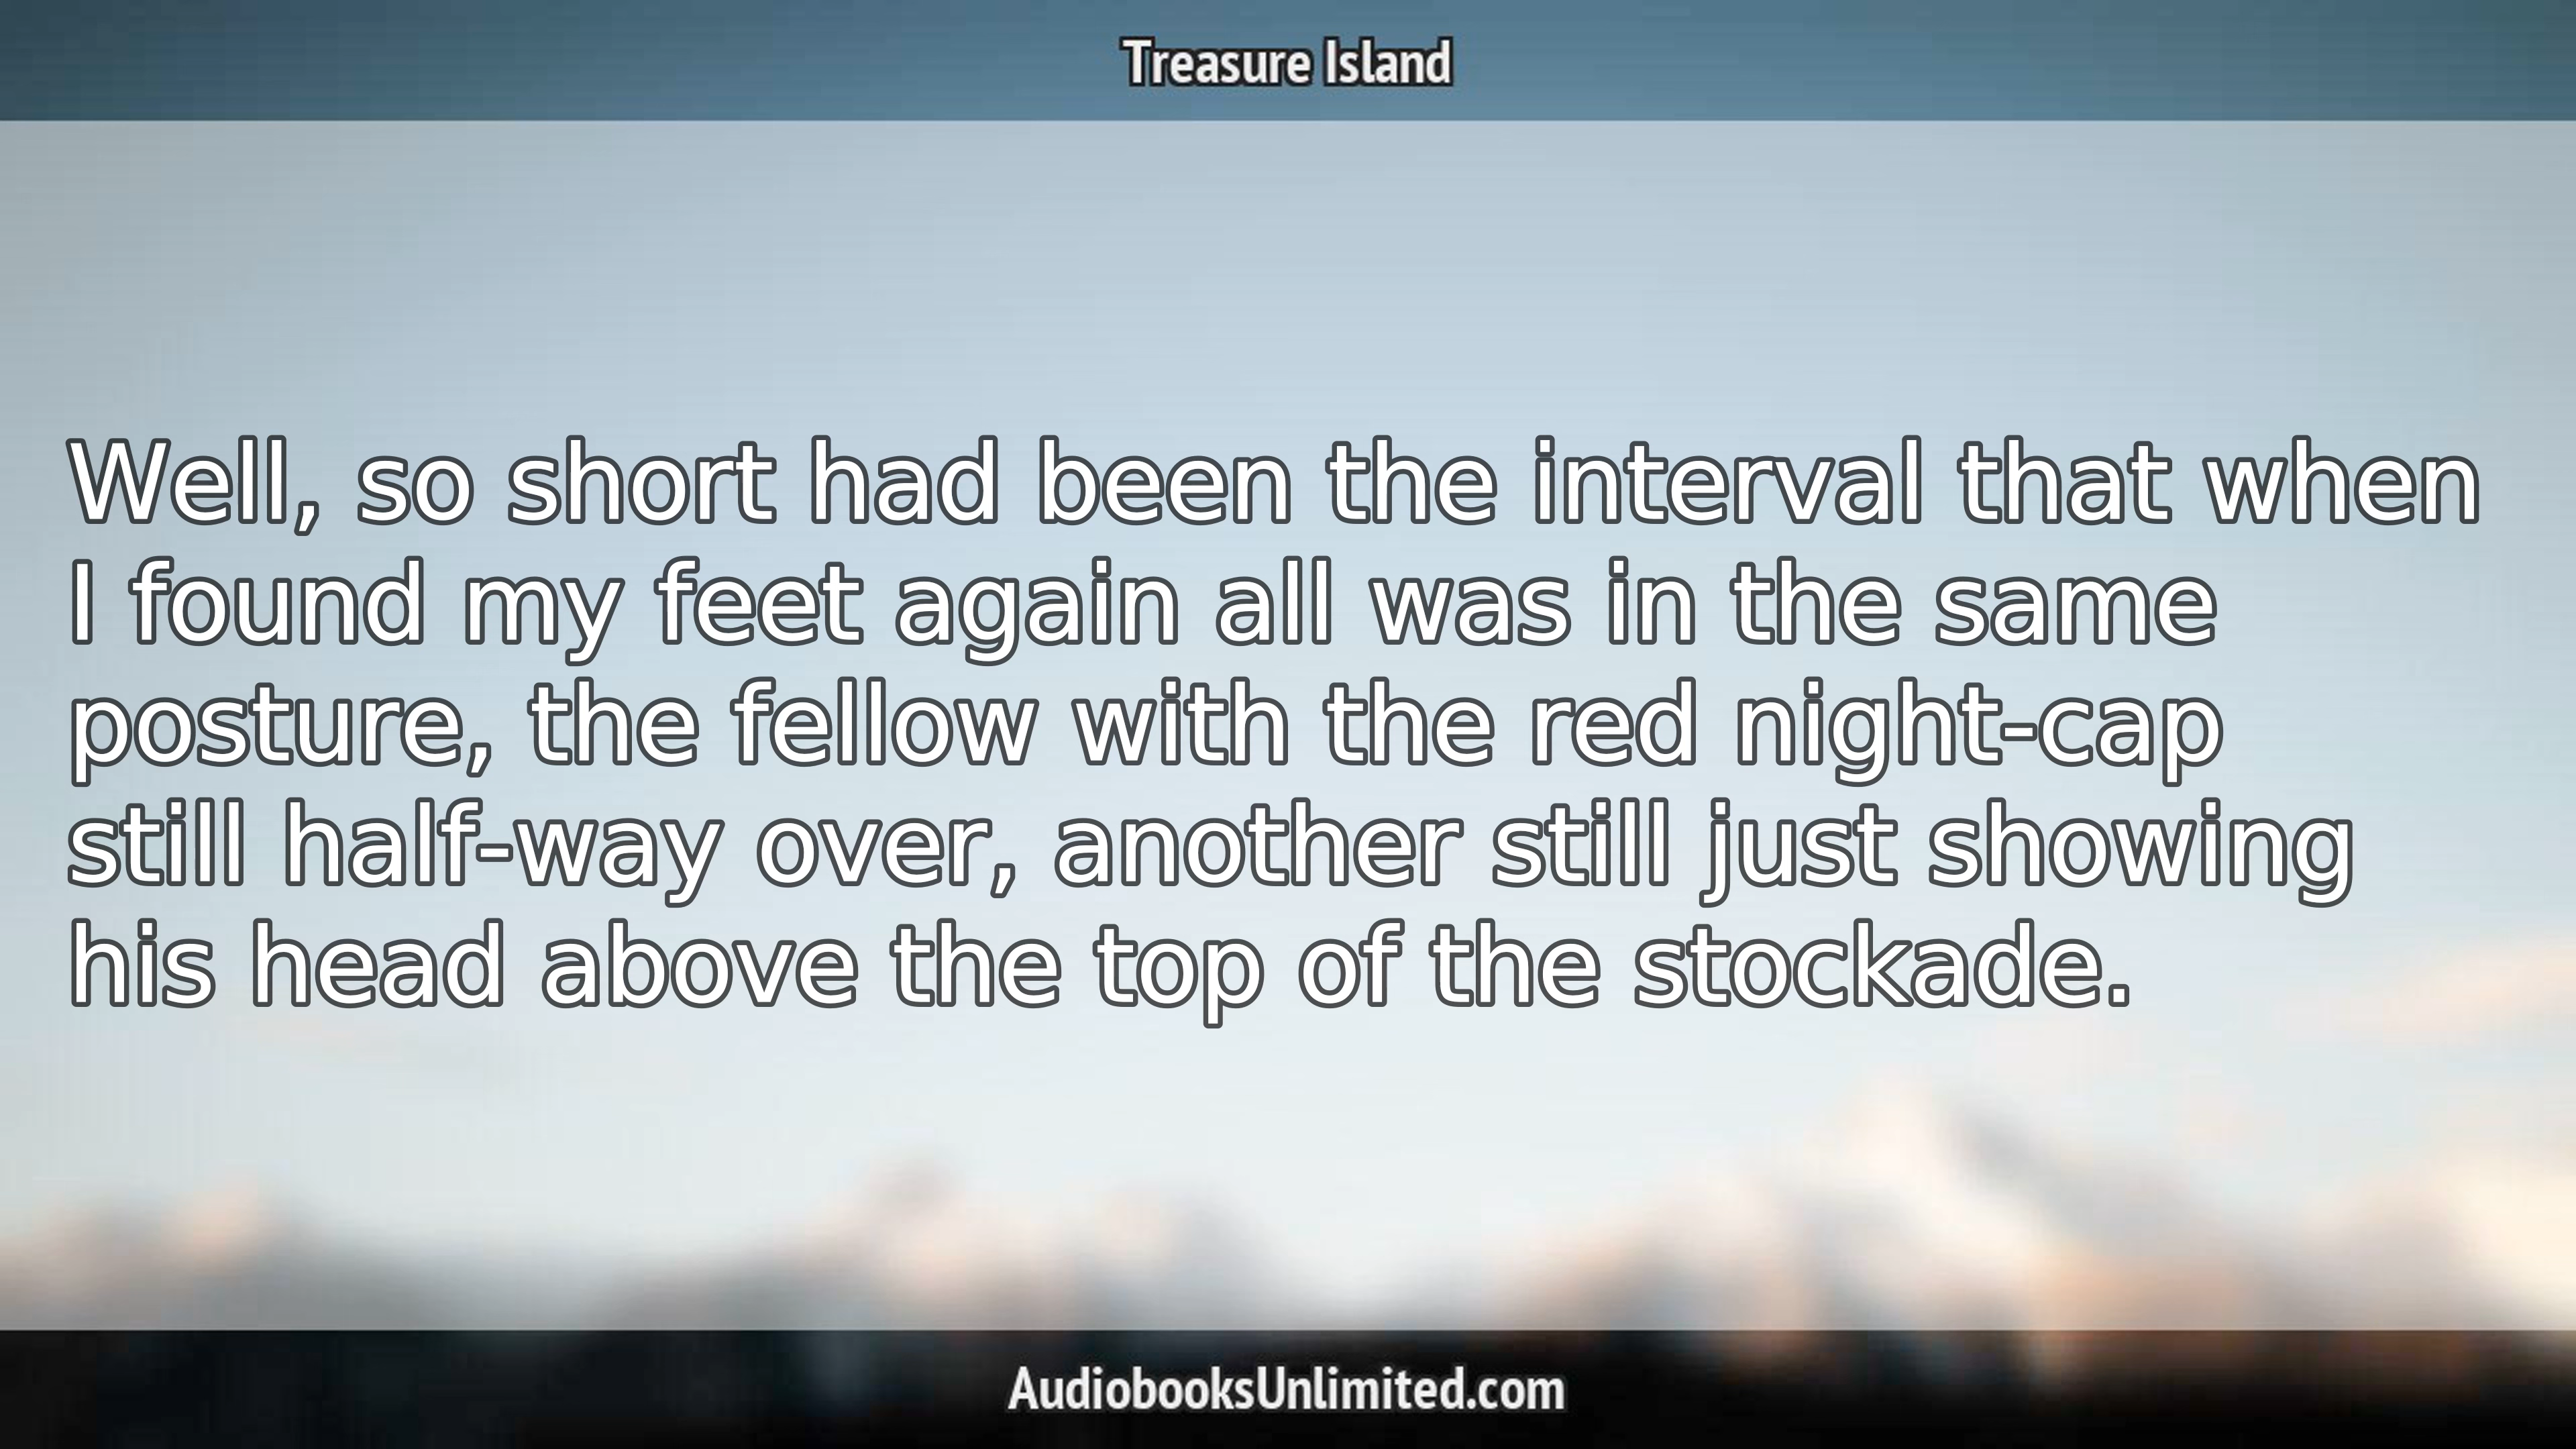 Treasure Island
Well, so short had been the interval that when
I found my feet again all was in the same
posture, the fellow with the red night-cap
still half-way over, another still just showing
his head above the top of the stockade.
AudiobooksUnlimited.com